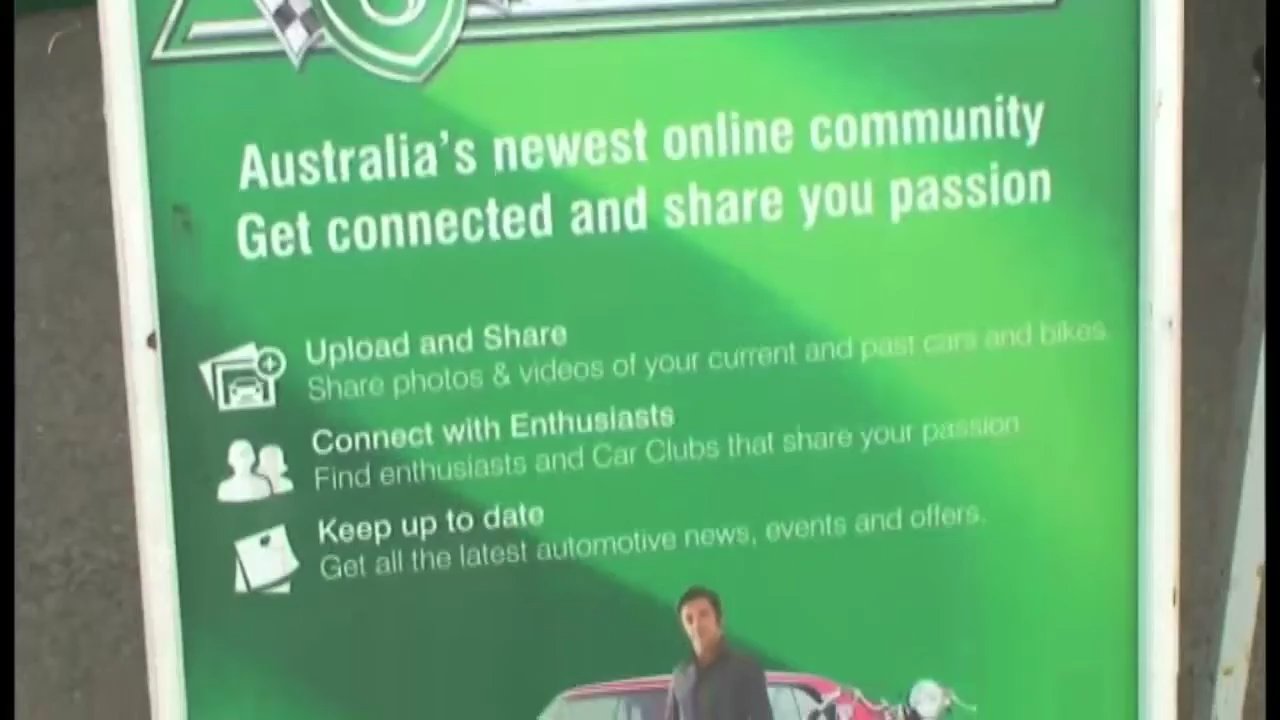 Australia's newest online community
Get connected and share you passion
Upload and Share
Share photos & videos of your current and past cars and bikes.
Connect with Enthusiasts
Find enthusiasts and Car Clubs that share your passion
Keep up to date
Get all the latest automotive news, events and offers.